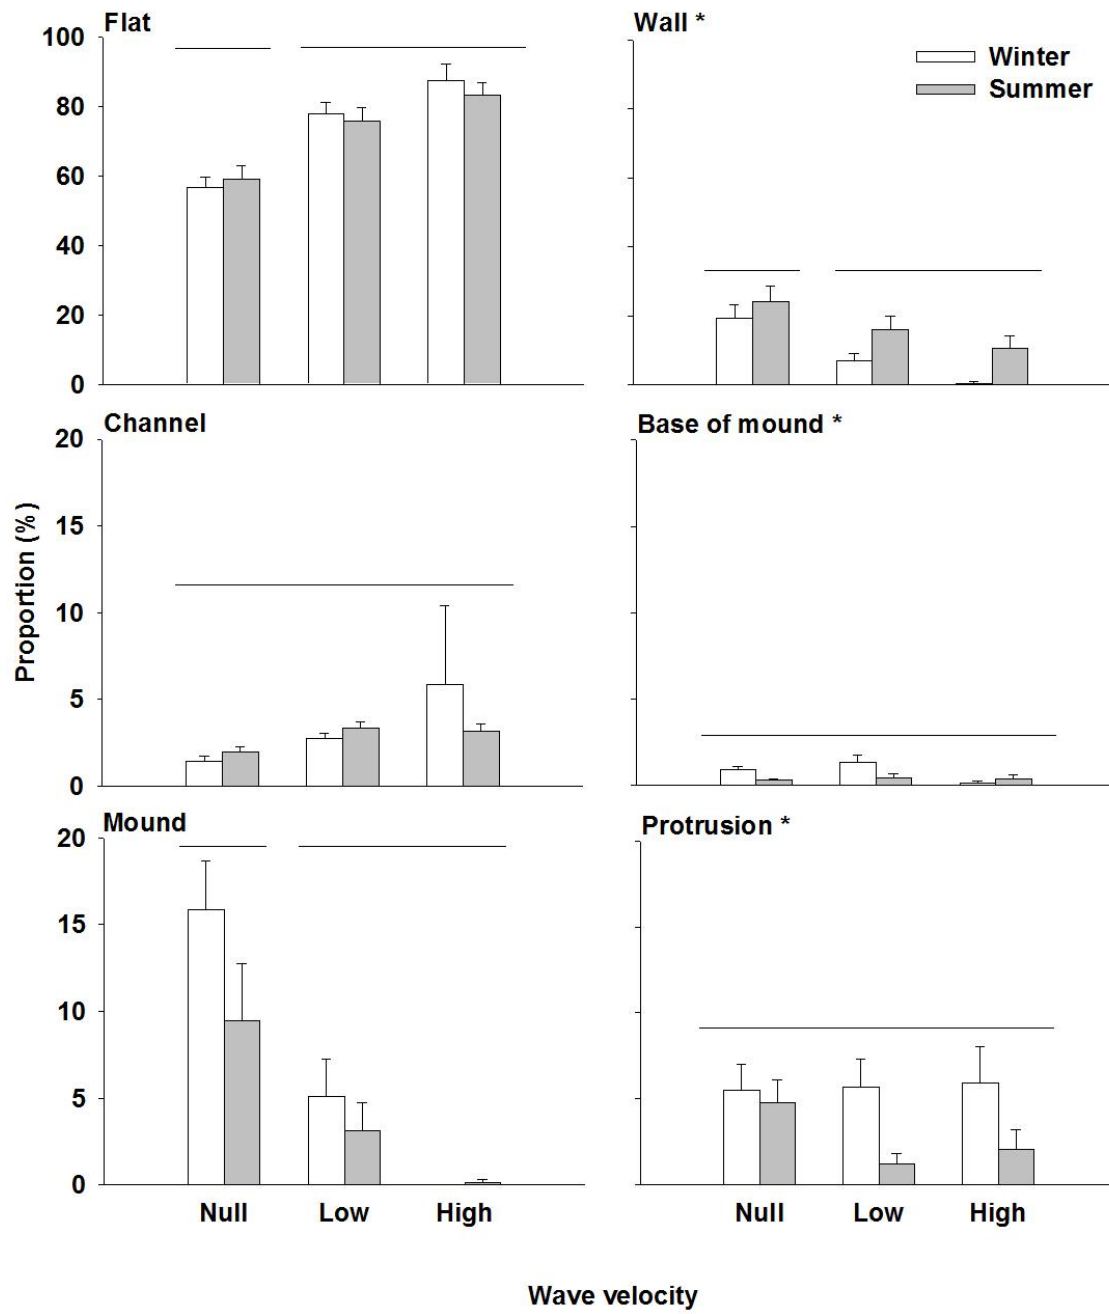 Flat
100
80
60
40
20
0
Wall *
Winter
Summer
Channel
20
15
10
5
0
Base of mound *
Proportion (%)
Mound
20
15
10
5
0
Null Low High
Protrusion *
Null Low High
Wave velocity